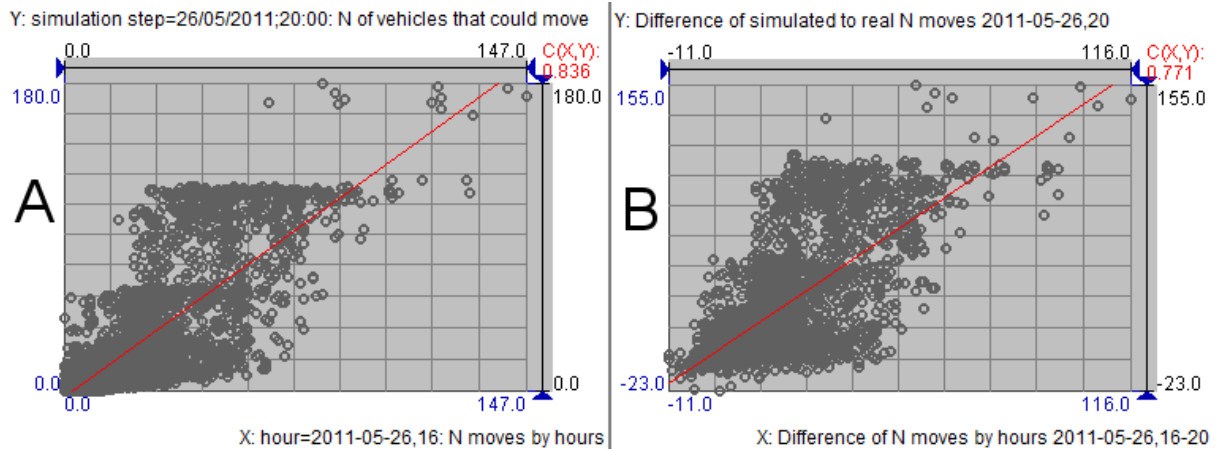 Y: simulation step=26/05/2011;20:00: N of vehicles that could move
0.0
147.0
C(X,Y):
0.836
180.0
180.0
A
0.0
0.0
0.0
147.0
X: hour=2011-05-26,16: N moves by hours
Y: Difference of simulated to real N moves 2011-05-26,20
-11.0
116.0
C(X,Y):
0.771
155.0
155.0
B
-23.0
-23.0
-11.0
116.0
X: Difference of N moves by hours 2011-05-26,16-20